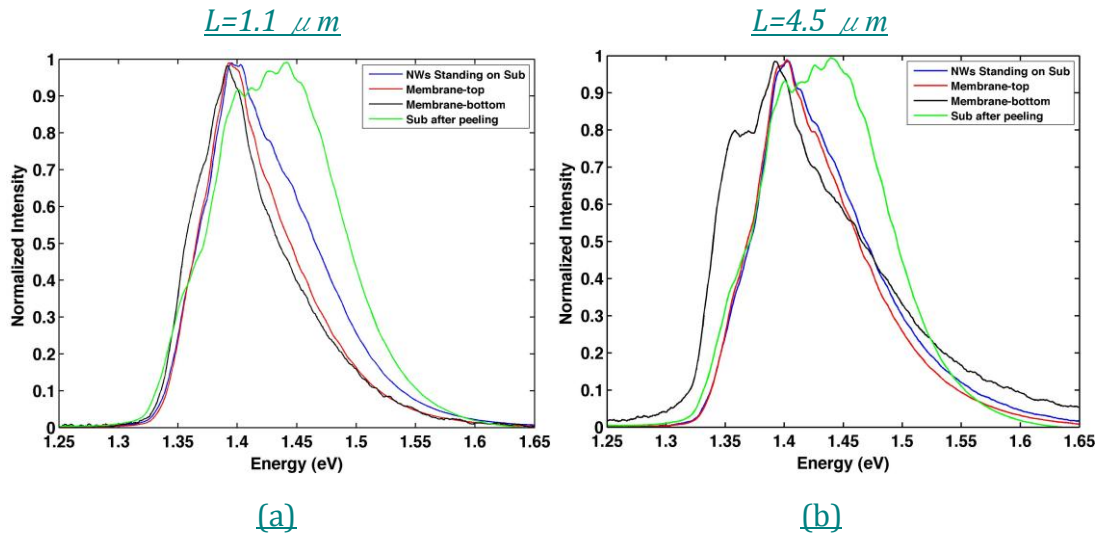 L=1.1 μ m
1
0.9
0.8
0.7
0.6
0.5
0.4
0.3
0.2
0.1
0
Normalized Intensity
NWs Standing on Sub
Membrane-top
Membrane-bottom
Sub after peeling
1.25 1.3 1.35 1.4 1.45 1.5 1.55 1.6 1.65
Energy (eV)
(a)
L=4.5 μ m
1
0.9
0.8
0.7
0.6
0.5
0.4
0.3
0.2
0.1
0
Normalized Intensity
NWs Standing on Sub
Membrane-top
Membrane-bottom
Sub after peeling
1.25 1.3 1.35 1.4 1.45 1.5 1.55 1.6 1.65
Energy (eV)
(b)